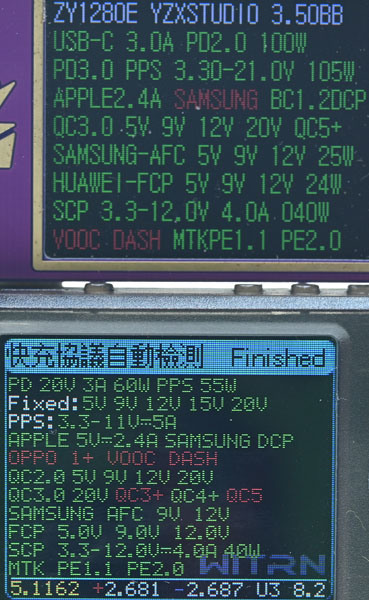 ZY1280E YZXSTUDIO 3.50BB
USB-C 3.0A PD2.0 100W
PD3.0 PPS 3.30-21.0V 105W
APPLE2.4A SAMSUNG BC1.2DCP
QC3.0 5V 9V 12V 20V QC5+
SAMSUNG-AFC 5V 9V 12V 25W
HUAWEI-FCP 5V 9V 12V 24W
SCP 3.3-12.0V 4.0A 040W
VOOC DASH MTKPE1.1 PE2.0
快充協議自動檢測 Finished
PD 20V 3A 60W PPS 55W
Fixed:5V 9V 12V 15V 20V
PPS:3.3-11V=5A
APPLE 5V=2.4A SAMSUNG DCP
OPPO 1+ VOOC DASH
QC2.0 5V 9V 12V 20V
QC3.0 20V QC3+ QC4+ QC5
SAMSUNG AFC 9V 12V
FCP 5.0V 9.0V 12.0V
SCP 3.3-12.0V=4.0A 40W
MTK PE1.1 PE2.0
WITRN
5.1162 +2.681 -2.687 U3 8.2